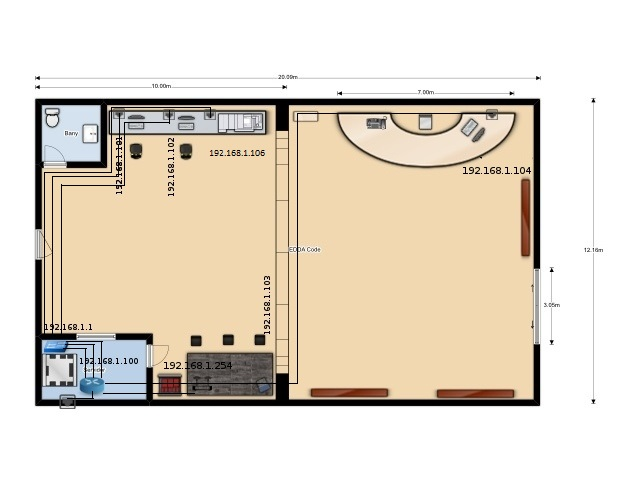 20.09m
10.00m
7.00m
Bany
192.168.1.101
192.168.1.102
192.168.1.106
192.168.1.104
EDDA Code
12.16m
192.168.1.103
3.05m
192.168.1.1
192.168.1.100
Servidor
192.168.1.254